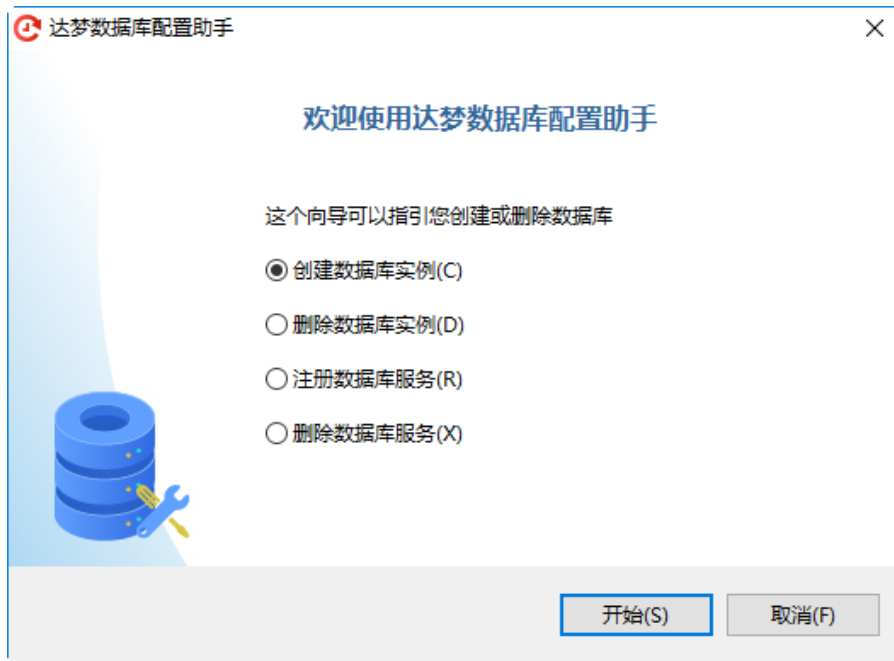 达梦数据库配置助手
欢迎使用达梦数据库配置助手
这个向导可以指引您创建或删除数据库
创建数据库实例(C)
删除数据库实例(D)
注册数据库服务(R)
删除数据库服务(X)
开始(S)
取消(F)